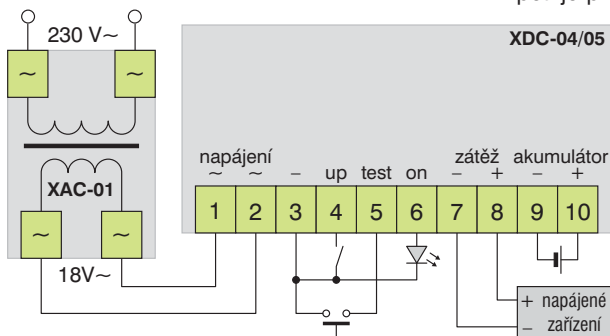 230 V~
XDC-04/05
~ ~
XAC-01
~ ~
18V~
napájení zátěž akumulátor
~ ~ – up test on – + – +
1 2 3 4 5 6 7 8 9 10
+ napájené
– zařízení